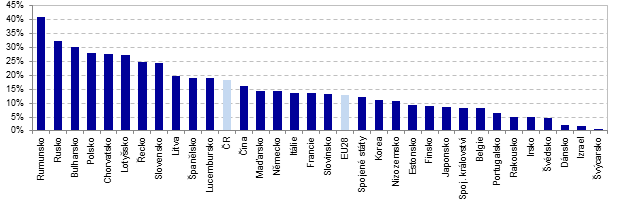 45%
40%
35%
30%
25%
20%
15%
10%
5%
0%
Rumunsko
Rusko
Bulharsko
Polsko
Chorvatsko
Lotyšsko
Řecko
Slovensko
Litva
Španělsko
Lucembursko
ČR
Čína
Maďarsko
Německo
Itálie
Francie
Slovinsko
EU28
Spojené státy
Korea
Nizozemsko
Estonsko
Finsko
Japonsko
Spoj. království
Belgie
Portugalsko
Rakousko
Irsko
Švédsko
Dánsko
Izrael
Švýcarsko